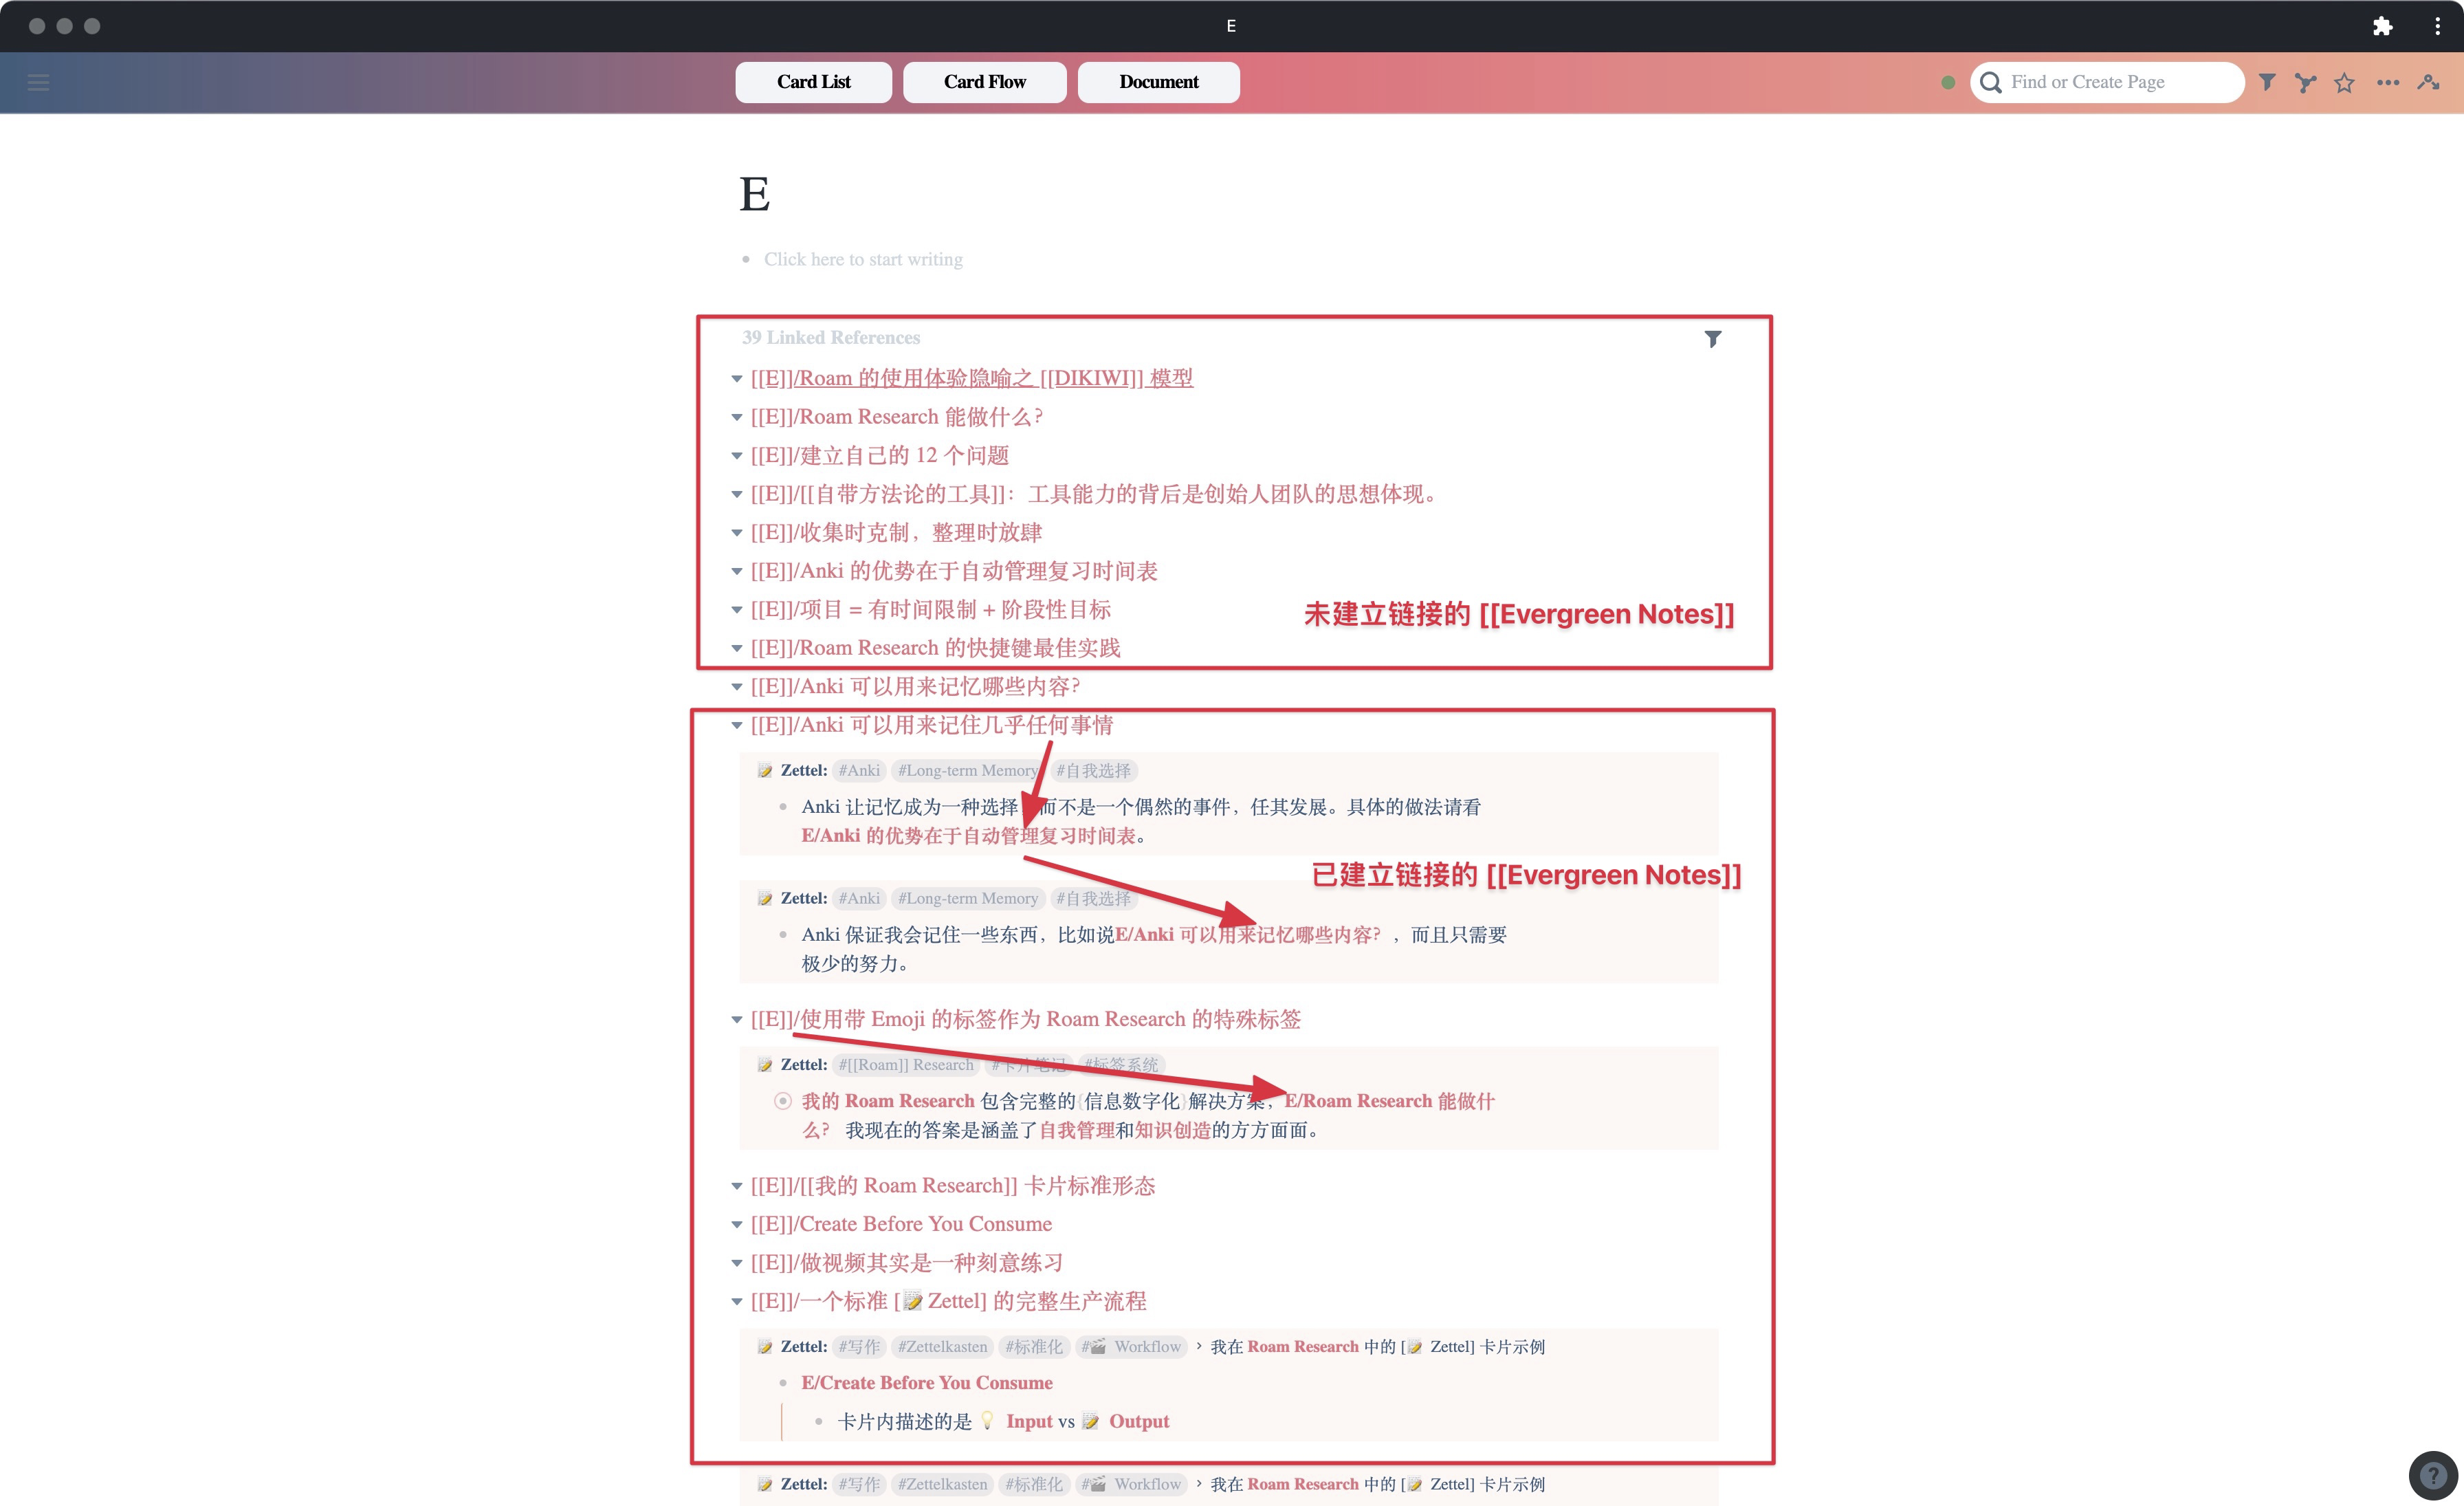 E
Card List
Card Flow
Document
Find or Create Page
E
Click here to start writing
39 Linked References
[[E]]/Roam 的使用体验隐喻之 [[DIKIWI]] 模型
[[E]]/Roam Research 能做什么？
[[E]]/建立自己的 12 个问题
[[E]]/[[自带方法论的工具]]：工具能力的背后是创始人团队的思想体现。
[[E]]/收集时克制，整理时放肆
[[E]]/Anki 的优势在于自动管理复习时间表
[[E]]/项目 = 有时间限制 + 阶段性目标
未建立链接的 [[Evergreen Notes]]
[[E]]/Roam Research 的快捷键最佳实践
[[E]]/Anki 可以用来记忆哪些内容？
[[E]]/Anki 可以用来记住几乎任何事情
📝 Zettel: #Anki #Long-term Memory #自我选择
Anki 让记忆成为一种选择 而不是一个偶然的事件，任其发展。具体的做法请看
E/Anki 的优势在于自动管理复习时间表。
已建立链接的 [[Evergreen Notes]]
📝 Zettel: #Anki #Long-term Memory #自我选择
Anki 保证我会记住一些东西，比如说E/Anki 可以用来记忆哪些内容？，而且只需要
极少的努力。
[[E]]/使用带 Emoji 的标签作为 Roam Research 的特殊标签
📝 Zettel: #[[Roam]] Research #卡片笔记 #标签系统
我的 Roam Research 包含完整的{信息数字化}解决方案，E/Roam Research 能做什
么？ 我现在的答案是涵盖了自我管理和知识创造的方方面面。
[[E]]/[[我的 Roam Research]] 卡片标准形态
[[E]]/Create Before You Consume
[[E]]/做视频其实是一种刻意练习
[[E]]/一个标准 [📝 Zettel] 的完整生产流程
📝 Zettel: #写作 #Zettelkasten #标准化 #🎬 Workflow › 我在 Roam Research 中的 [📝 Zettel] 卡片示例
E/Create Before You Consume
卡片内描述的是 💡 Input vs 📝 Output
📝 Zettel: #写作 #Zettelkasten #标准化 #🎬 Workflow › 我在 Roam Research 中的 [📝 Zettel] 卡片示例
?